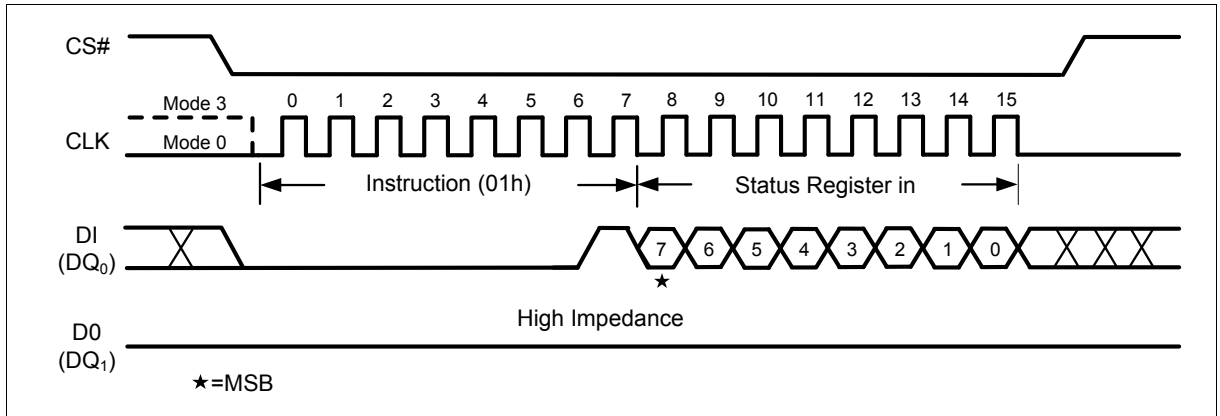 CS#
Mode 3
0 1 2 3 4 5 6 7 8 9 10 11 12 13 14 15
CLK
Mode 0
Instruction (01h)
Status Register in
DI
(DQ₀)
7 6 5 4 3 2 1 0
★
High Impedance
D0
(DQ₁)
★=MSB